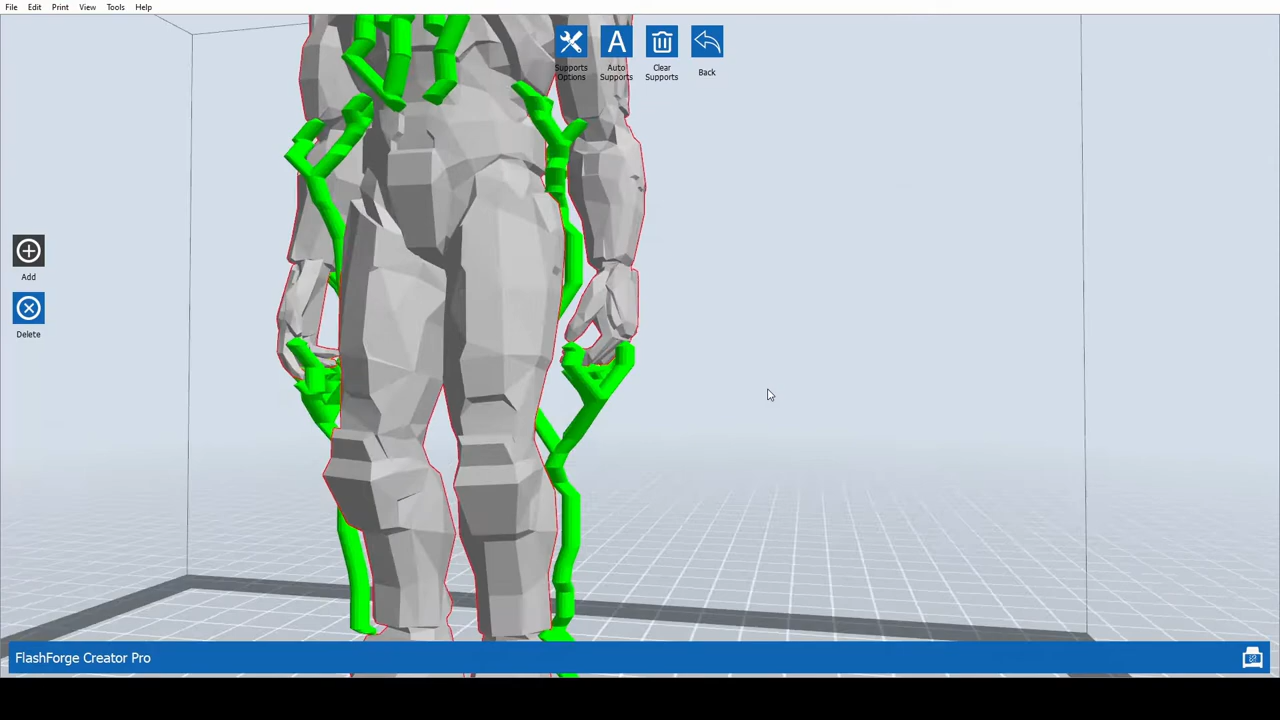 File Edit Print View Tools Help
Supports
Options
A
Auto
Supports
Clear
Supports
Back
Add
Delete
FlashForge Creator Pro